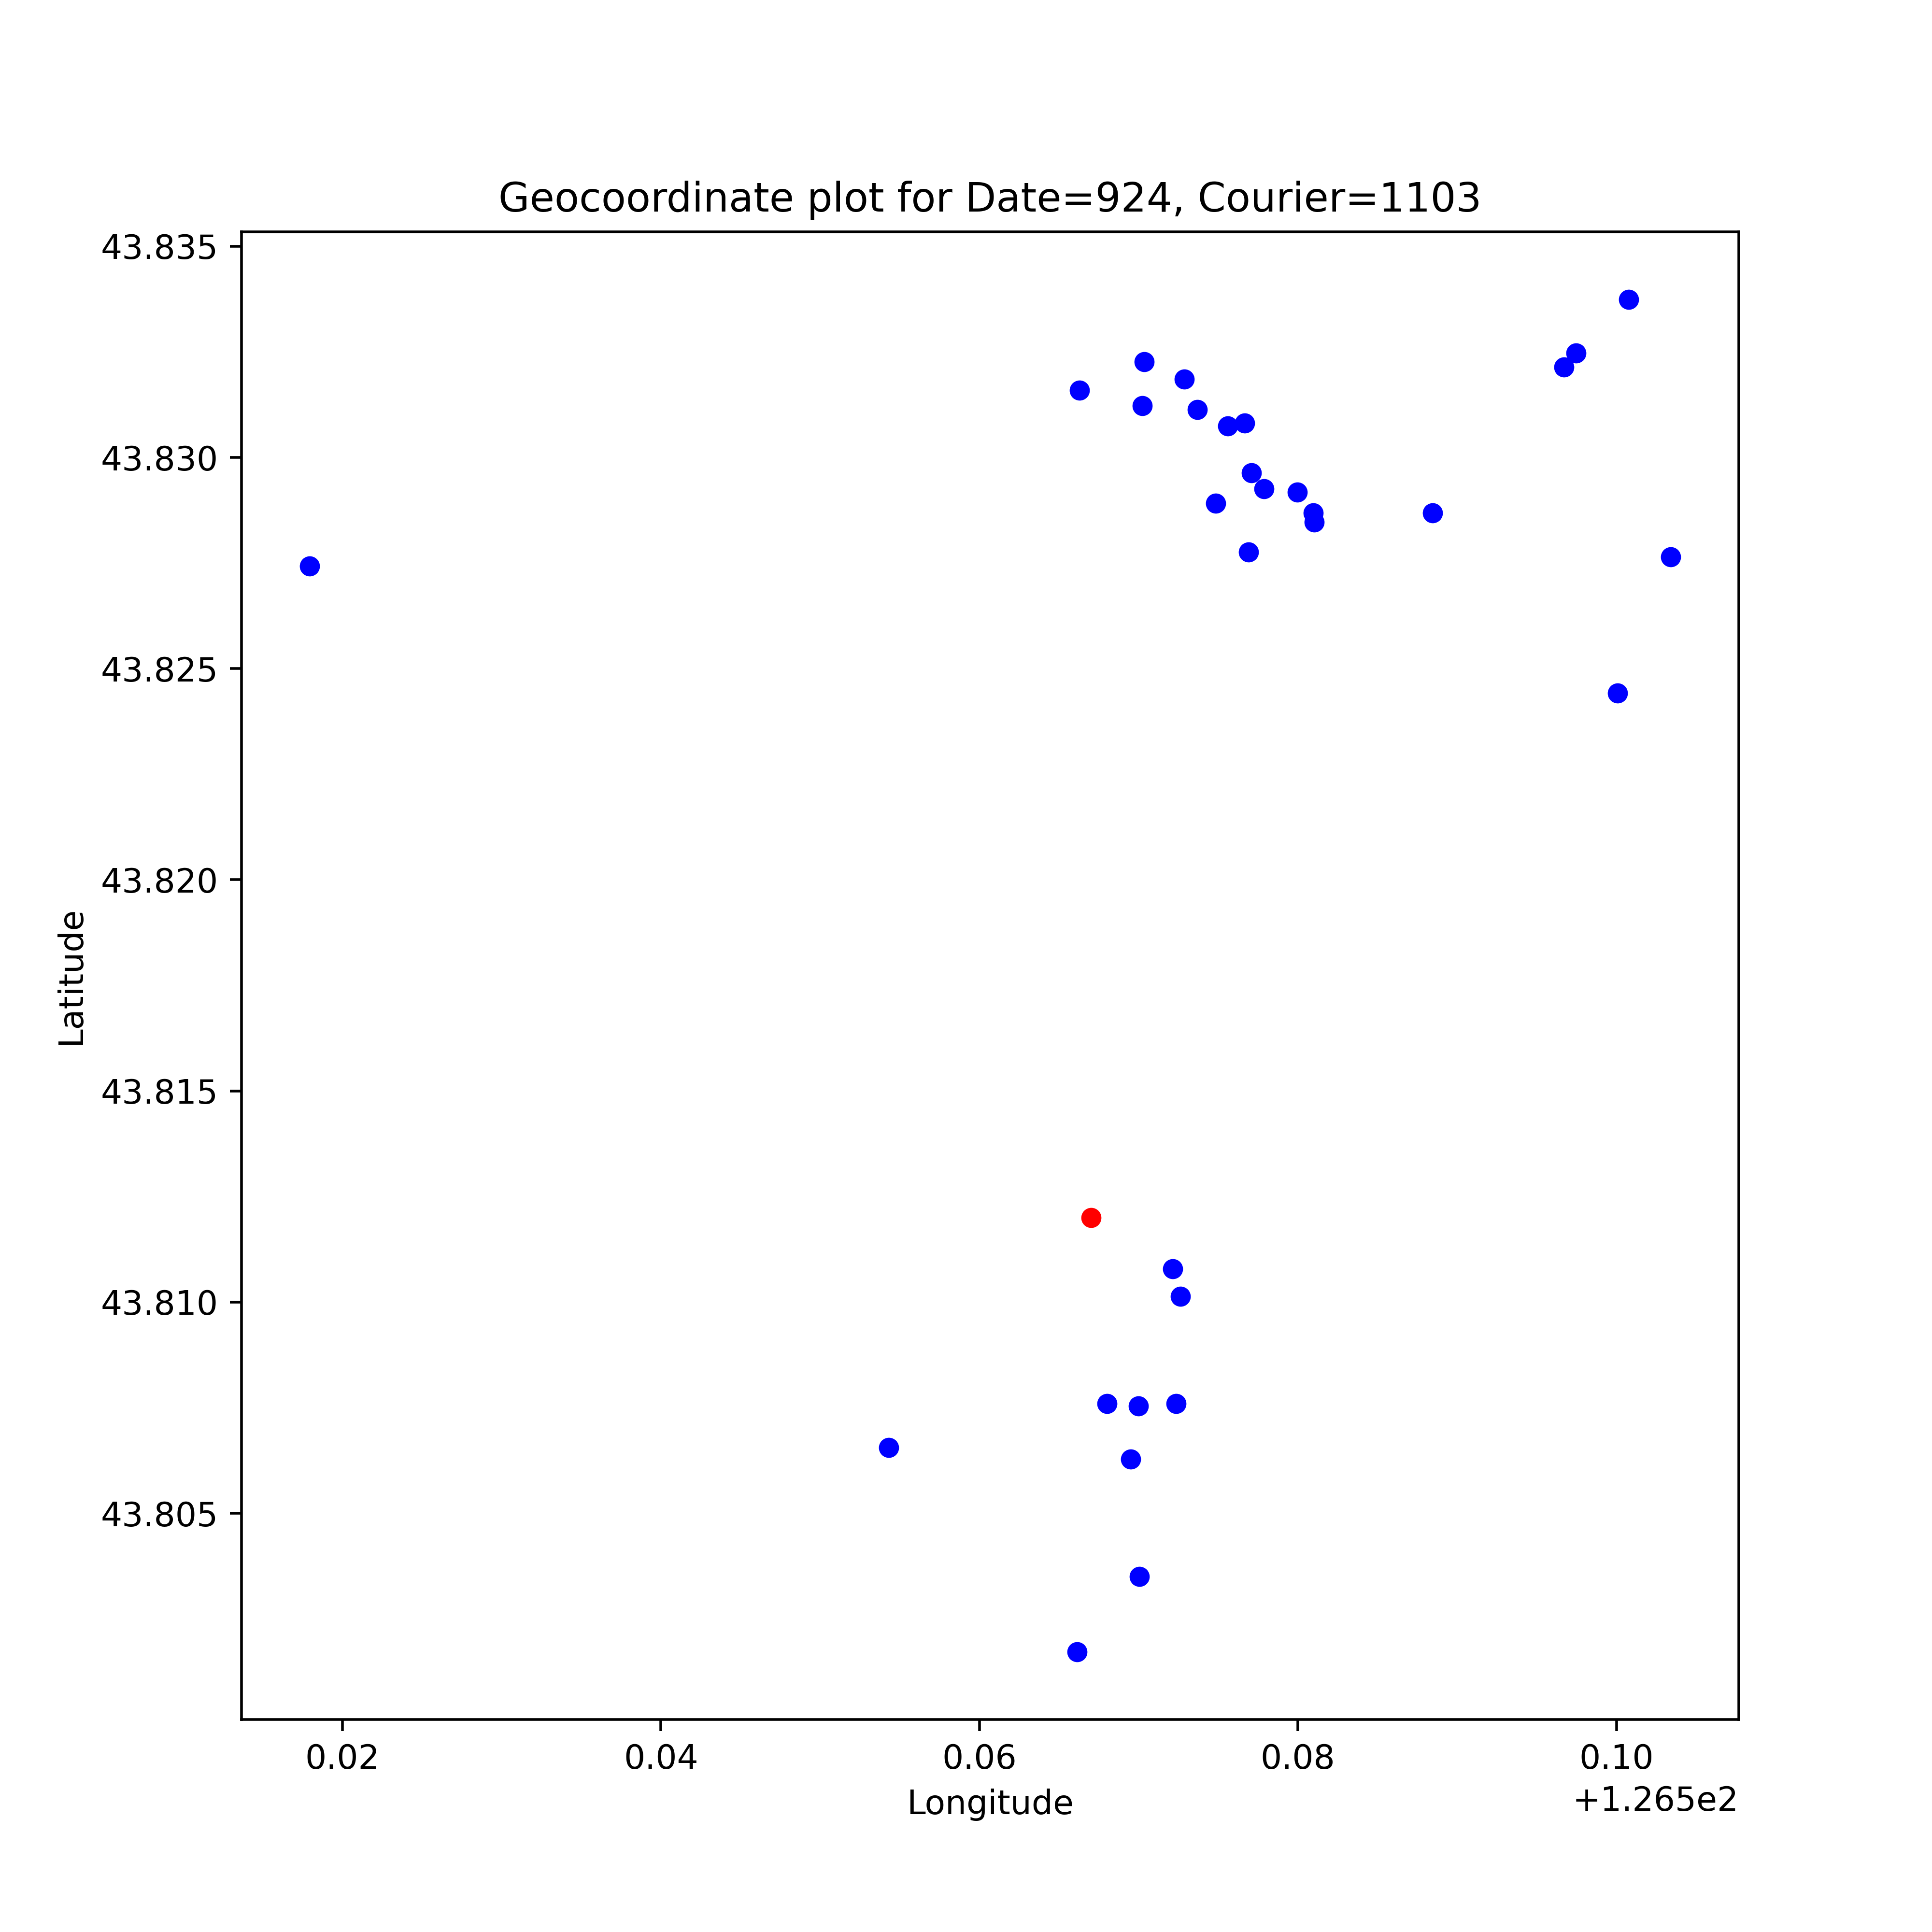 Geocoordinate plot for Date=924, Courier=1103
43.835
43.830
43.825
43.820
43.815
43.810
43.805
Latitude
0.02 0.04 0.06 0.08 0.10
Longitude
+1.265e2